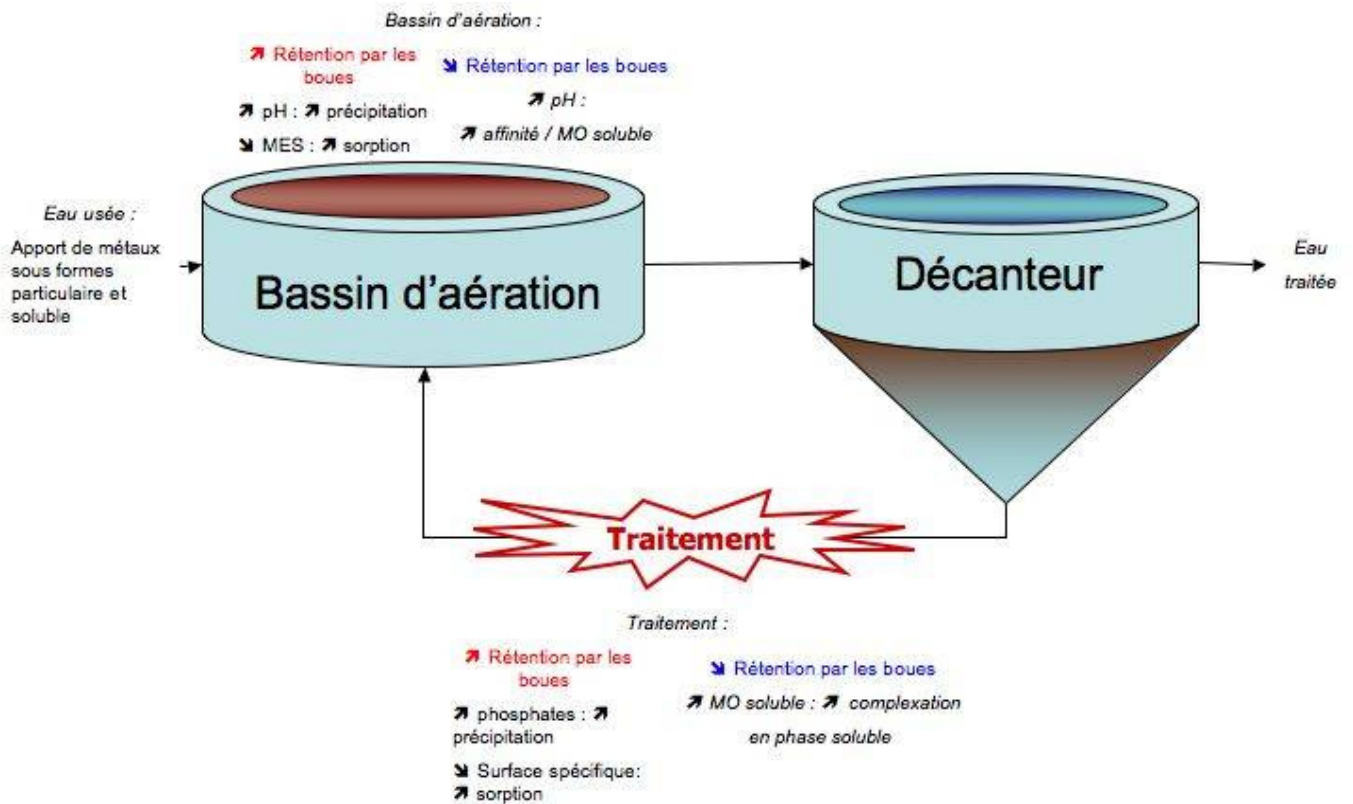 Bassin d'aération :
↗ Rétention par les
boues
↗ pH : ↗ précipitation
↘ MES : ↗ sorption
↘ Rétention par les boues
↗ pH :
↗ affinité / MO soluble
Eau usée :
Apport de métaux
sous formes
particulaire et
soluble
Bassin d'aération
Décanteur
Eau
traitée
Traitement
Traitement :
↗ Rétention par les
boues
↗ phosphates : ↗
précipitation
↘ Surface spécifique:
↗ sorption
↘ Rétention par les boues
↗ MO soluble : ↗ complexation
en phase soluble